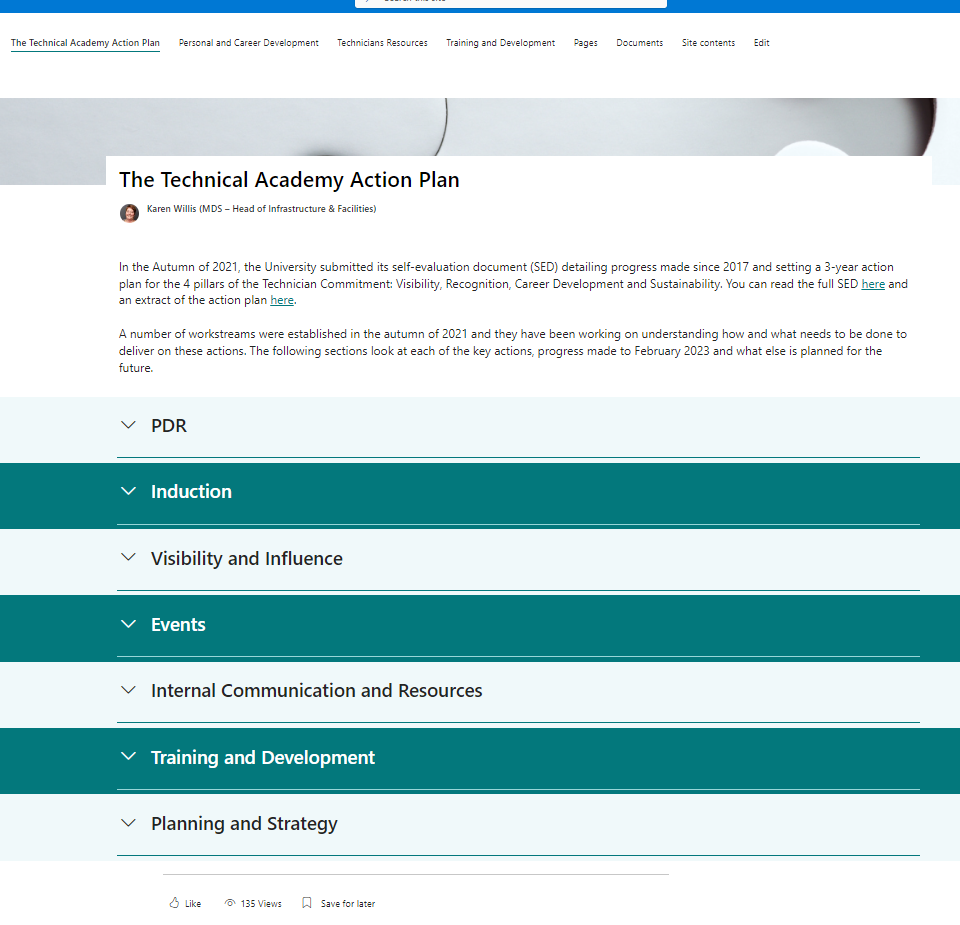 The Technical Academy Action Plan Personal and Career Development Technicians Resources Training and Development Pages Documents Site contents Edit
The Technical Academy Action Plan
Karen Willis (MDS – Head of Infrastructure & Facilities)
In the Autumn of 2021, the University submitted its self-evaluation document (SED) detailing progress made since 2017 and setting a 3-year action
plan for the 4 pillars of the Technician Commitment: Visibility, Recognition, Career Development and Sustainability. You can read the full SED here and
an extract of the action plan here.
A number of workstreams were established in the autumn of 2021 and they have been working on understanding how and what needs to be done to
deliver on these actions. The following sections look at each of the key actions, progress made to February 2023 and what else is planned for the
future.
PDR
Induction
Visibility and Influence
Events
Internal Communication and Resources
Training and Development
Planning and Strategy
Like 135 Views Save for later